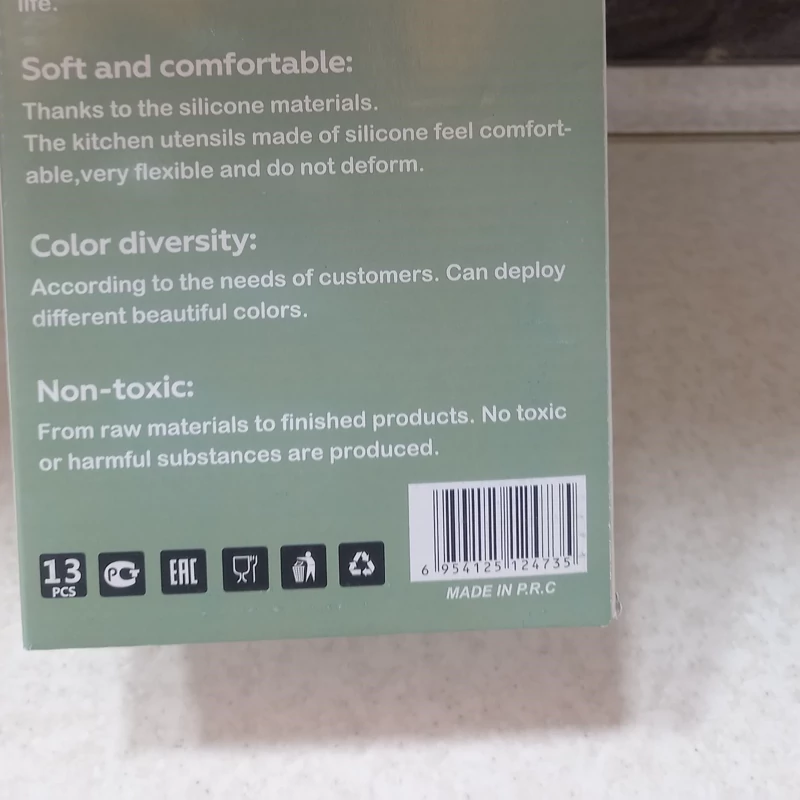 life.
Soft and comfortable:
Thanks to the silicone materials.
The kitchen utensils made of silicone feel comfort-
able,very flexible and do not deform.
Color diversity:
According to the needs of customers. Can deploy
different beautiful colors.
Non-toxic:
From raw materials to finished products. No toxic
or harmful substances are produced.
13
PCS
EAC
6 954125 124735
MADE IN P.R.C